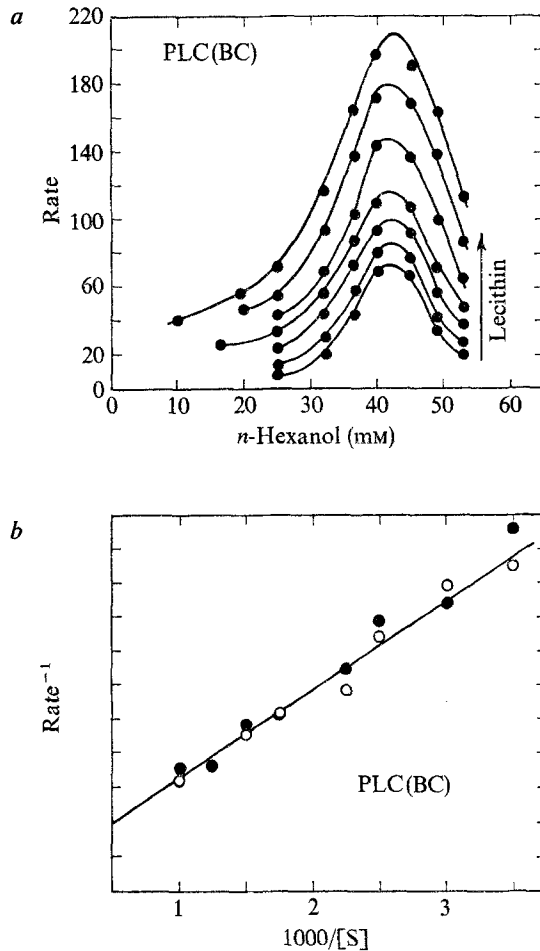 a
PLC(BC)
220
180
140
100
60
20
0
Rate
Lecithin
0 10 20 30 40 50 60
n-Hexanol (mM)
b
Rate⁻¹
PLC(BC)
1 2 3
1000/[S]